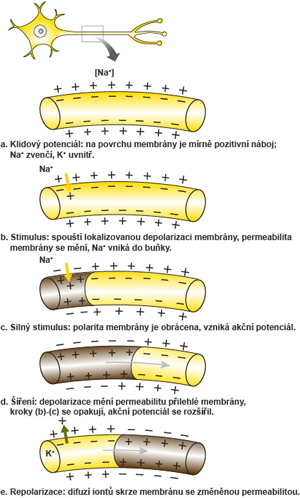 [Na⁺]
a. Klidový potenciál: na povrchu membrány je mírně pozitivní náboj;
Na⁺ zvenčí, K⁺ uvnitř.
Na⁺
b. Stimulus: spouští lokalizovanou depolarizaci membrány, permeabilita
membrány se mění, Na⁺ vniká do buňky.
Na⁺
c. Silný stimulus: polarita membrány je obrácena, vzniká akční potenciál.
d. Šíření: depolarizace mění permeabilitu přilehlé membrány,
kroky (b)-(c) se opakují, akční potenciál se rozšířil.
K⁺
e. Repolarizace: difuzí iontů skrze membránu se změněnou permeabilitou.